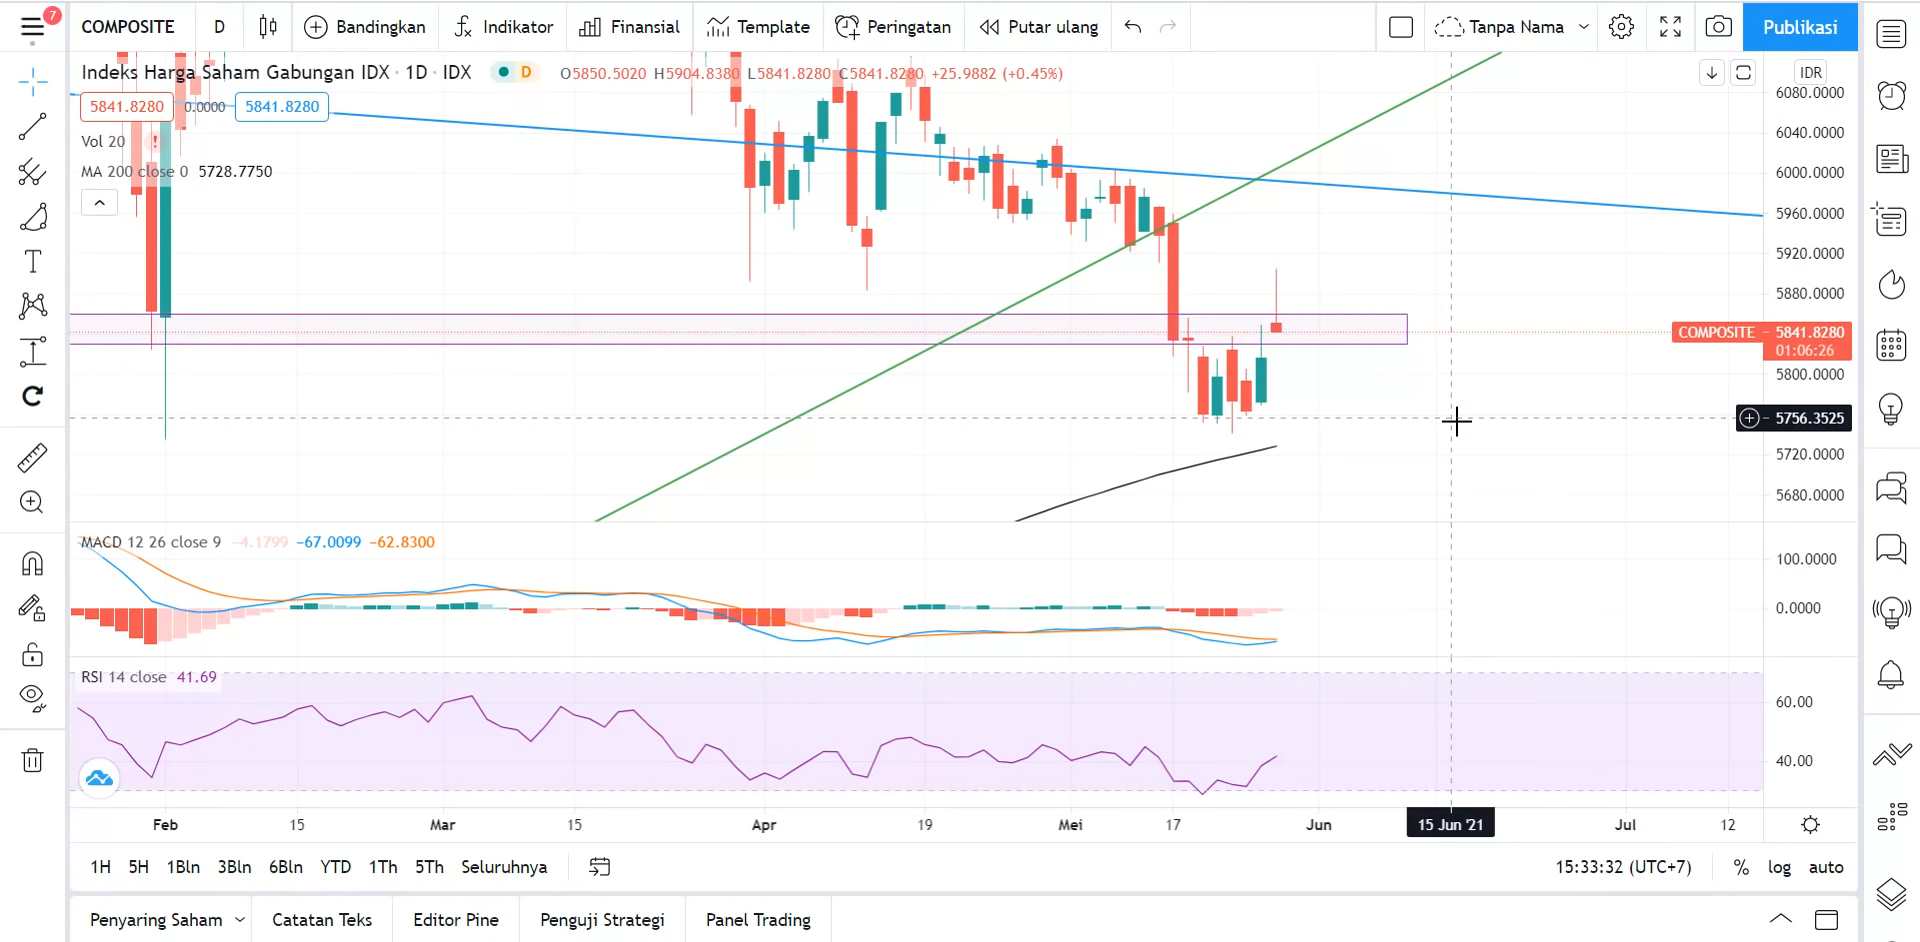 7
COMPOSITE D Bandingkan Indikator Finansial Template Peringatan Putar ulang Tanpa Nama Publikasi
Indeks Harga Saham Gabungan IDX · 1D · IDX D O5850.5020 H5904.8380 L5841.8280 C5841.8280 +25.9882 (+0.45%)
5841.8280 0.0000 5841.8280
Vol 20 !
MA 200 close 0 5728.7750
IDR
6080.0000
6040.0000
6000.0000
5960.0000
5920.0000
5880.0000
COMPOSITE 5841.8280
01:06:26
5800.0000
5756.3525
5720.0000
5680.0000
MACD 12 26 close 9 −4.1799 −67.0099 −62.8300
100.0000
0.0000
RSI 14 close 41.69
60.00
40.00
Feb 15 Mar 15 Apr 19 Mei 17 Jun 15 Jun '21 Jul 12
1H 5H 1Bln 3Bln 6Bln YTD 1Th 5Th Seluruhnya 15:33:32 (UTC+7) % log auto
Penyaring Saham Catatan Teks Editor Pine Penguji Strategi Panel Trading